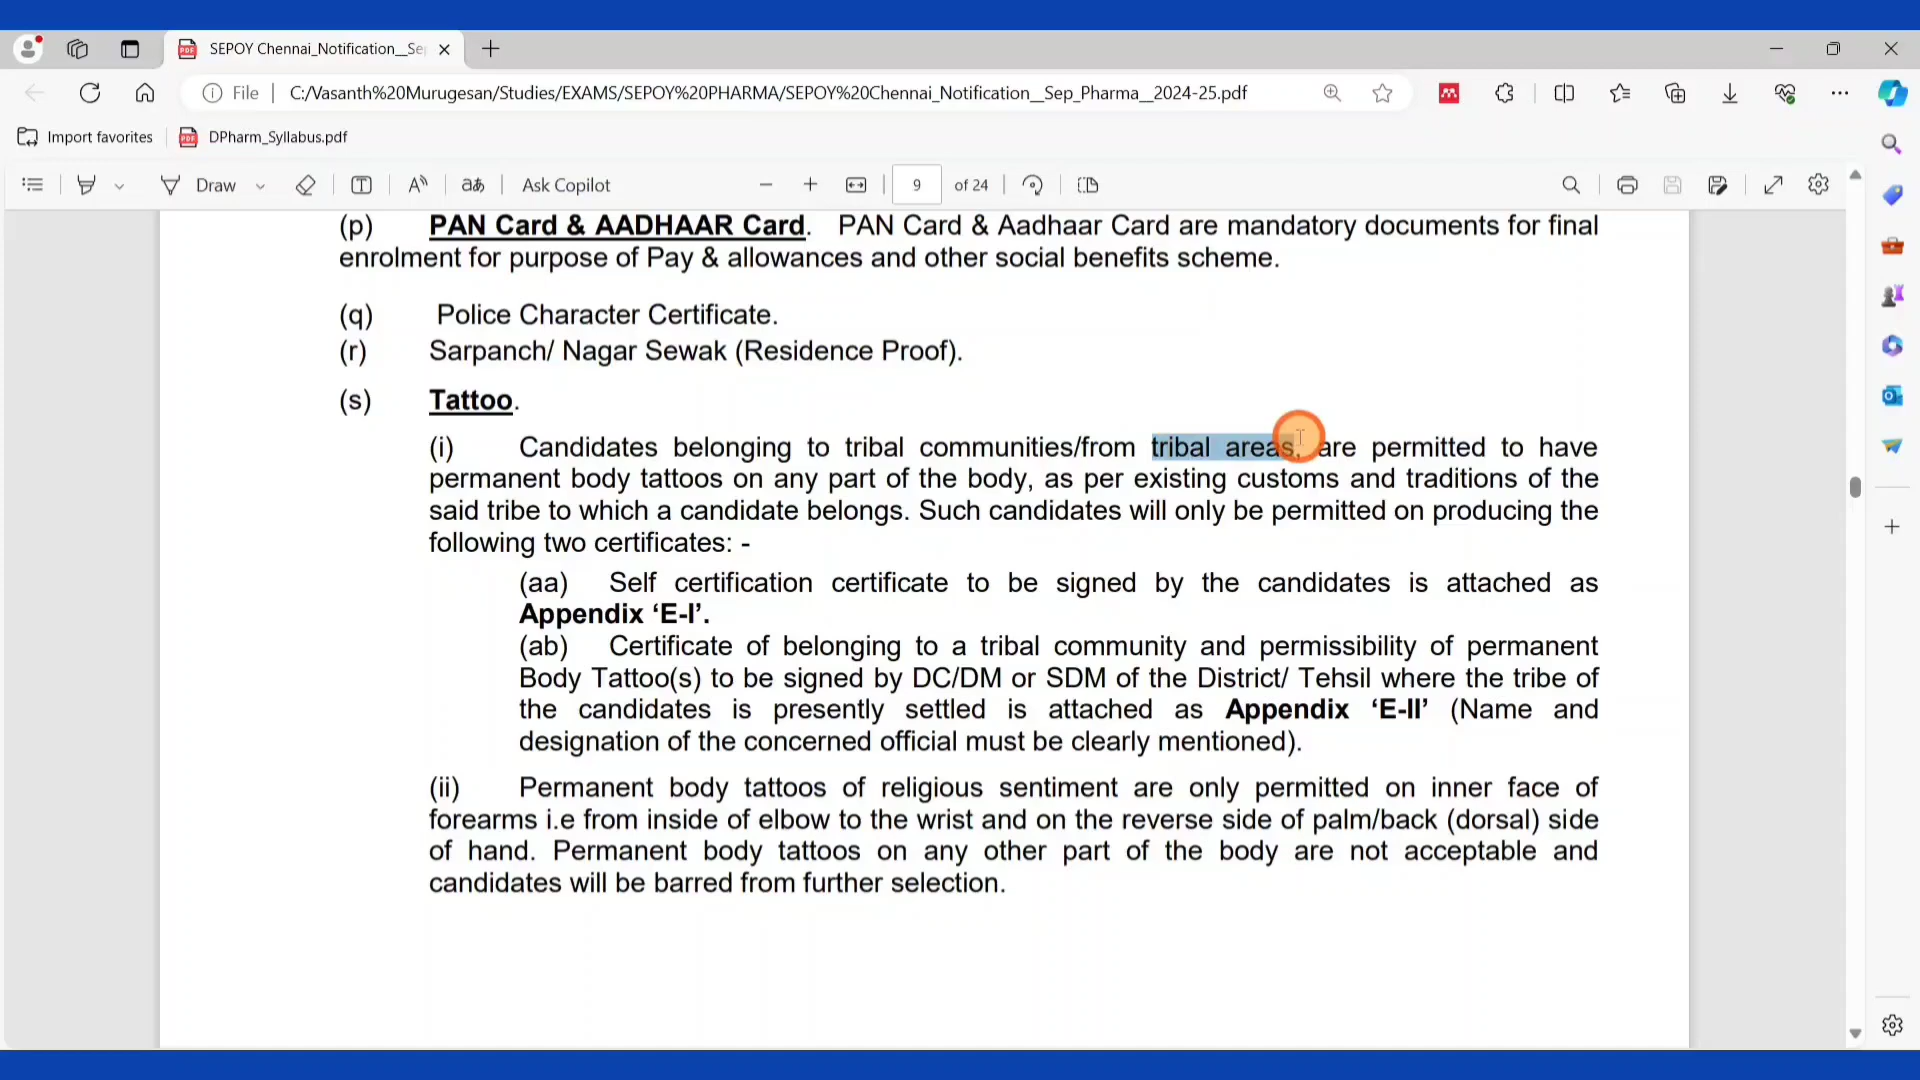 SEPOY Chennai_Notification__Se
File
C:/Vasanth%20Murugesan/Studies/EXAMS/SEPOY%20PHARMA/SEPOY%20Chennai_Notification__Sep_Pharma__2024-25.pdf
Import favorites
DPharm_Syllabus.pdf
Draw
Ask Copilot
9
of 24
(p) PAN Card & AADHAAR Card. PAN Card & Aadhaar Card are mandatory documents for final
enrolment for purpose of Pay & allowances and other social benefits scheme.
(q) Police Character Certificate.
(r) Sarpanch/ Nagar Sewak (Residence Proof).
(s) Tattoo.
(i) Candidates belonging to tribal communities/from tribal areas, are permitted to have
permanent body tattoos on any part of the body, as per existing customs and traditions of the
said tribe to which a candidate belongs. Such candidates will only be permitted on producing the
following two certificates: -
(aa) Self certification certificate to be signed by the candidates is attached as
Appendix ‘E-I’.
(ab) Certificate of belonging to a tribal community and permissibility of permanent
Body Tattoo(s) to be signed by DC/DM or SDM of the District/ Tehsil where the tribe of
the candidates is presently settled is attached as Appendix ‘E-II’ (Name and
designation of the concerned official must be clearly mentioned).
(ii) Permanent body tattoos of religious sentiment are only permitted on inner face of
forearms i.e from inside of elbow to the wrist and on the reverse side of palm/back (dorsal) side
of hand. Permanent body tattoos on any other part of the body are not acceptable and
candidates will be barred from further selection.